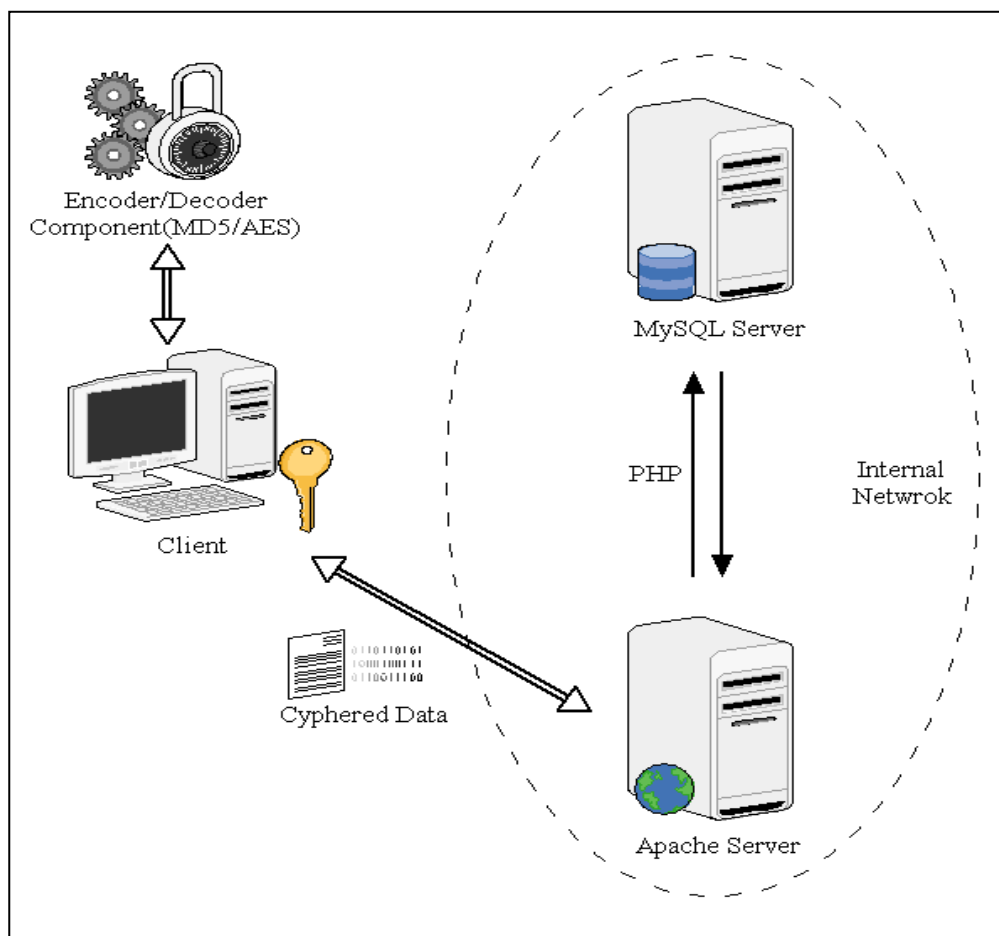 Encoder/Decoder
Component(MD5/AES)
MySQL Server
PHP
Internal
Netwrok
Client
Cyphered Data
Apache Server